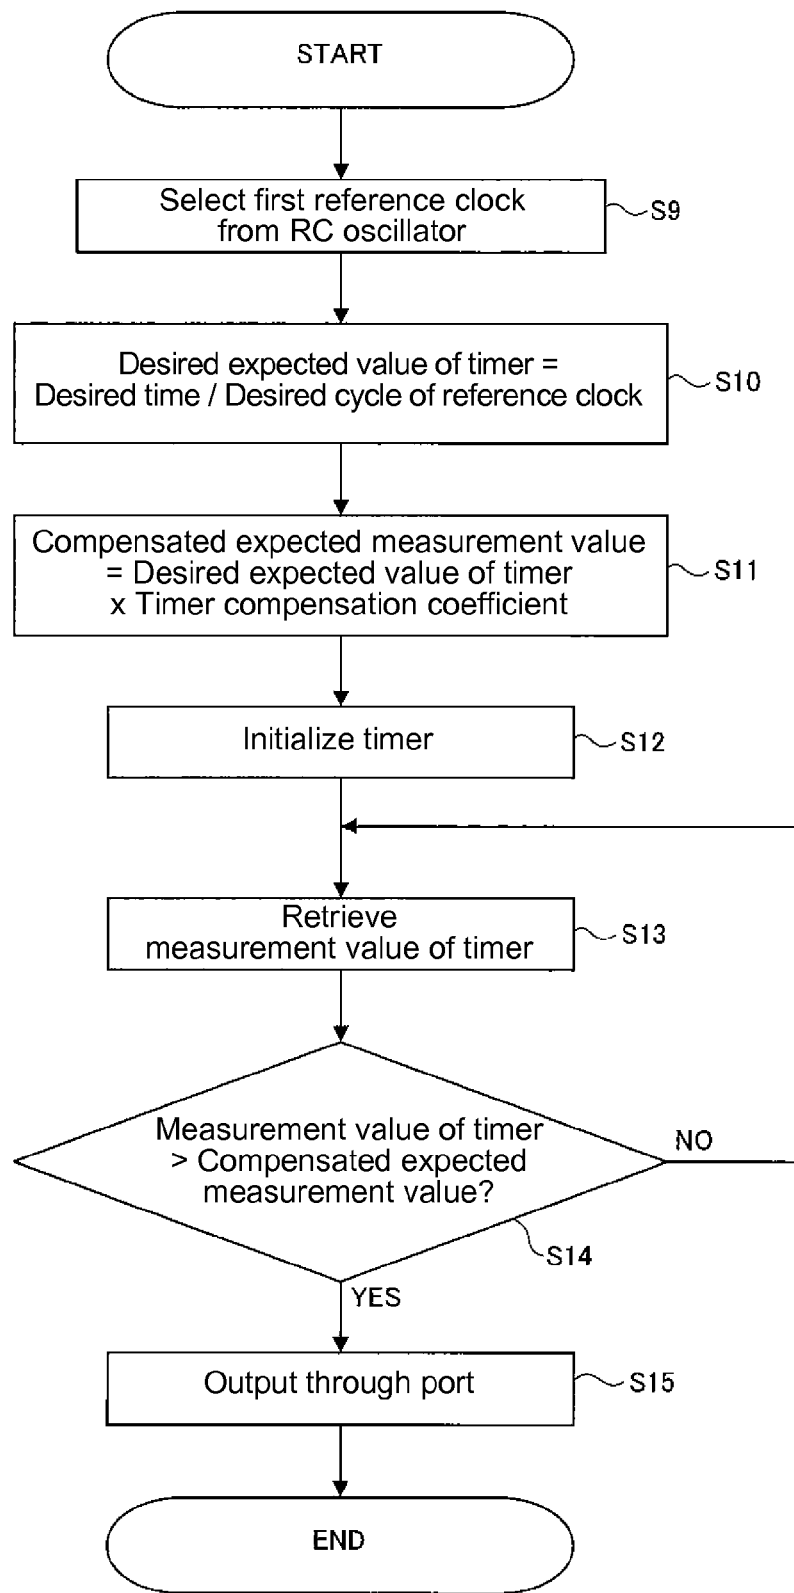 START
Select first reference clock
from RC oscillator
S9
Desired expected value of timer =
Desired time / Desired cycle of reference clock
S10
Compensated expected measurement value
= Desired expected value of timer
x Timer compensation coefficient
S11
Initialize timer
S12
Retrieve
measurement value of timer
S13
Measurement value of timer
> Compensated expected
measurement value?
NO
S14
YES
Output through port
S15
END